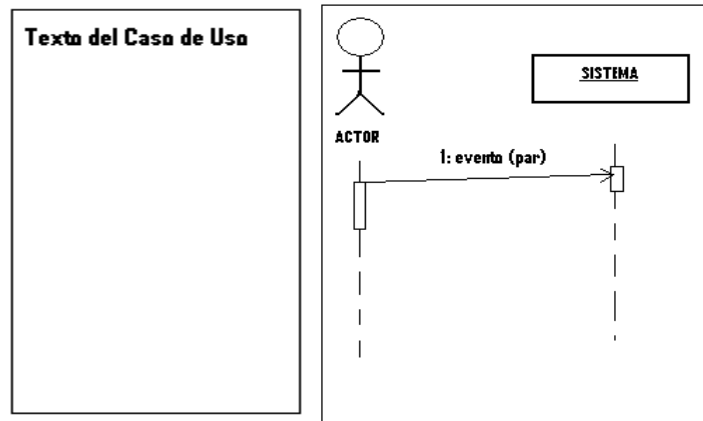 Texto del Caso de Uso
SISTEMA
ACTOR
1: evento (par)